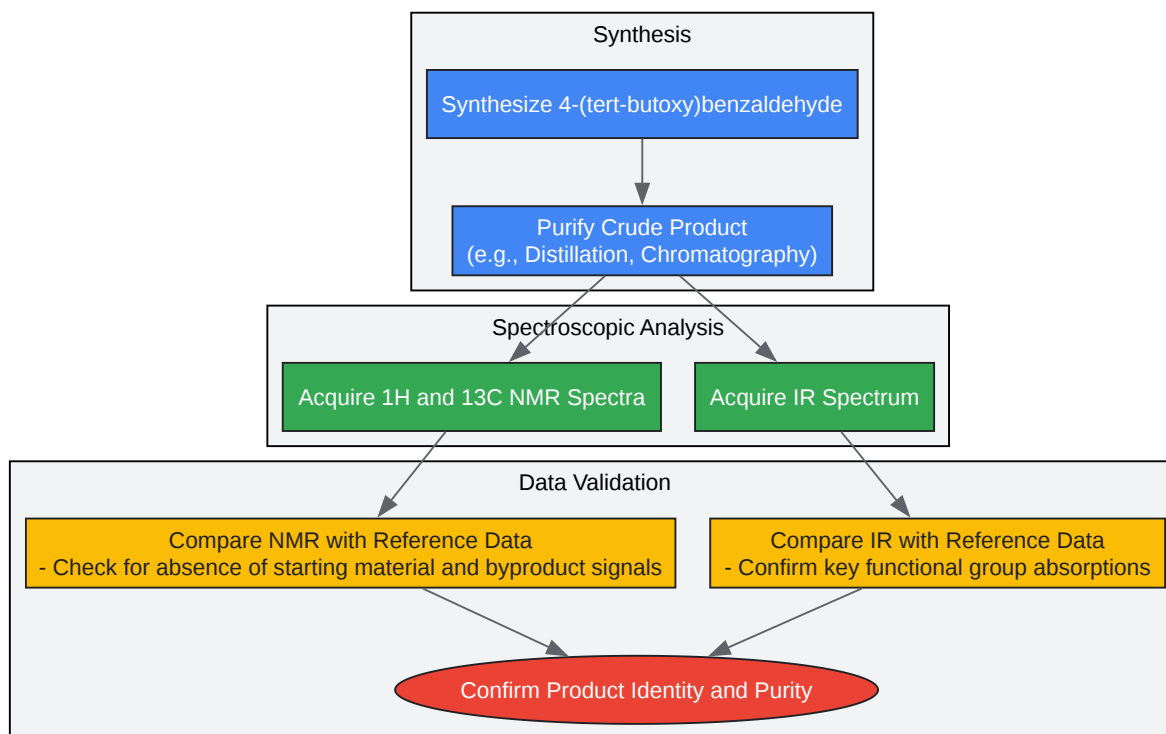 Synthesis
Synthesize 4-(tert-butoxy)benzaldehyde
Purify Crude Product
(e.g., Distillation, Chromatography)
Spectroscopic Analysis
Acquire 1H and 13C NMR Spectra
Acquire IR Spectrum
Data Validation
Compare NMR with Reference Data
- Check for absence of starting material and byproduct signals
Compare IR with Reference Data
- Confirm key functional group absorptions
Confirm Product Identity and Purity